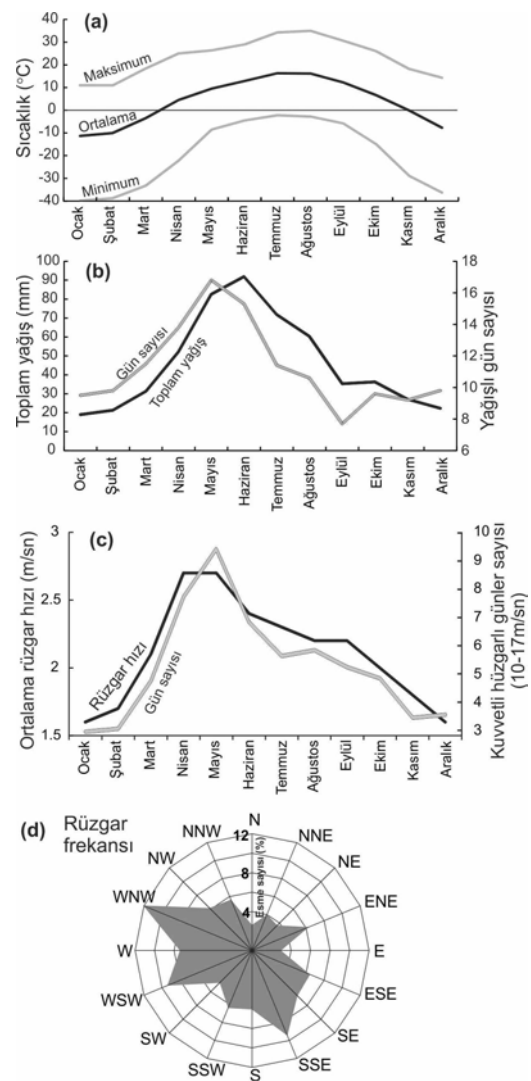 (a)
Sıcaklık (°C)
40
30
20
10
0
-10
-20
-30
-40
Maksimum
Ortalama
Minimum
Ocak
Şubat
Mart
Nisan
Mayıs
Haziran
Temmuz
Ağustos
Eylül
Ekim
Kasım
Aralık
(b)
Toplam yağış (mm)
100
90
80
70
60
50
40
30
20
10
0
Gün sayısı
Toplam yağış
18
16
14
12
10
8
6
Yağışlı gün sayısı
Ocak
Şubat
Mart
Nisan
Mayıs
Haziran
Temmuz
Ağustos
Eylül
Ekim
Kasım
Aralık
(c)
Ortalama rüzgar hızı (m/sn)
3
2.5
2
1.5
Rüzgar hızı
Gün sayısı
10
9
8
7
6
5
4
3
Kuvvetli hüzgarlı günler sayısı
(10-17m/sn)
Ocak
Şubat
Mart
Nisan
Mayıs
Haziran
Temmuz
Ağustos
Eylül
Ekim
Kasım
Aralık
(d) Rüzgar
frekansı
N
NNE
NE
ENE
E
ESE
SE
SSE
S
SSW
SW
WSW
W
WNW
NW
NNW
12
8
4
Esme sayısı (%)